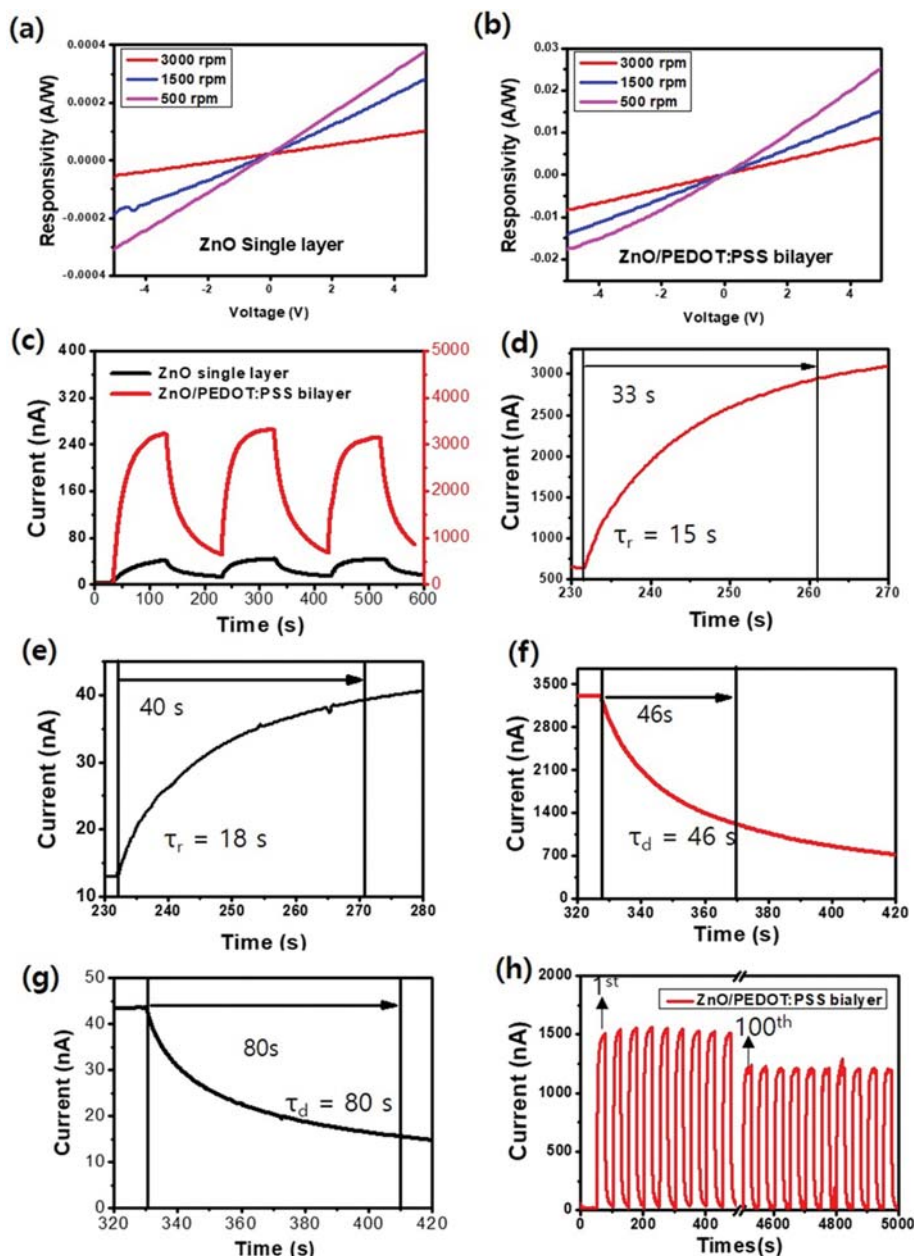 (a)
0.0004
0.0002
0.0000
-0.0002
-0.0004
Responsivity (A/W)
3000 rpm
1500 rpm
500 rpm
ZnO Single layer
-4 -2 0 2 4
Voltage (V)
(b)
0.03
0.02
0.01
0.00
-0.01
-0.02
Responsivity (A/W)
3000 rpm
1500 rpm
500 rpm
ZnO/PEDOT:PSS bilayer
-4 -2 0 2 4
Voltage (V)
(c)
400
320
240
160
80
0
Current (nA)
ZnO single layer
ZnO/PEDOT:PSS bilayer
5000
4000
3000
2000
1000
0
0 100 200 300 400 500 600
Time (s)
(d)
3000
2500
2000
1500
1000
500
Current (nA)
33 s
τr = 15 s
230 240 250 260 270
Time (s)
(e)
40
30
20
10
Current (nA)
40 s
τr = 18 s
230 240 250 260 270 280
Time (s)
(f)
3500
2800
2100
1400
700
0
Current (nA)
46s
τd = 46 s
320 340 360 380 400 420
Time (s)
(g)
50
40
30
20
10
0
Current (nA)
80s
τd = 80 s
320 340 360 380 400 420
Time (s)
(h)
2000
1500
1000
500
0
Current (nA)
1st
ZnO/PEDOT:PSS bialyer
100th
0 200 400 4600 4800 5000
Times(s)